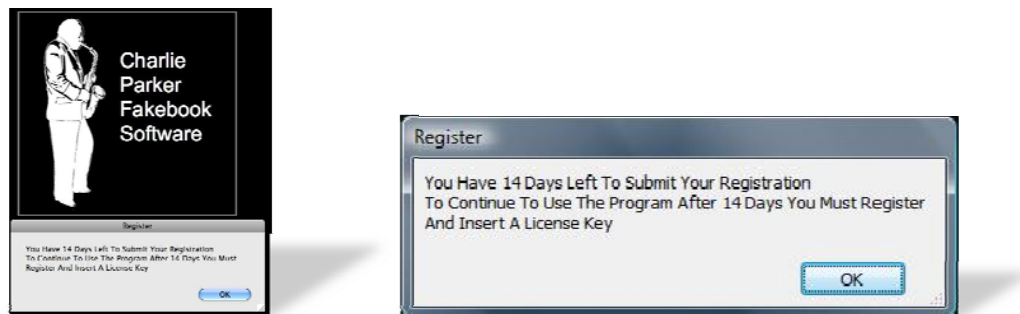 Charlie
Parker
Fakebook
Software
Register
You Have 14 Days Left To Submit Your Registration
To Continue To Use The Program After 14 Days You Must
Register And Insert A License Key
OK
Register
You Have 14 Days Left To Submit Your Registration
To Continue To Use The Program After 14 Days You Must Register
And Insert A License Key
OK